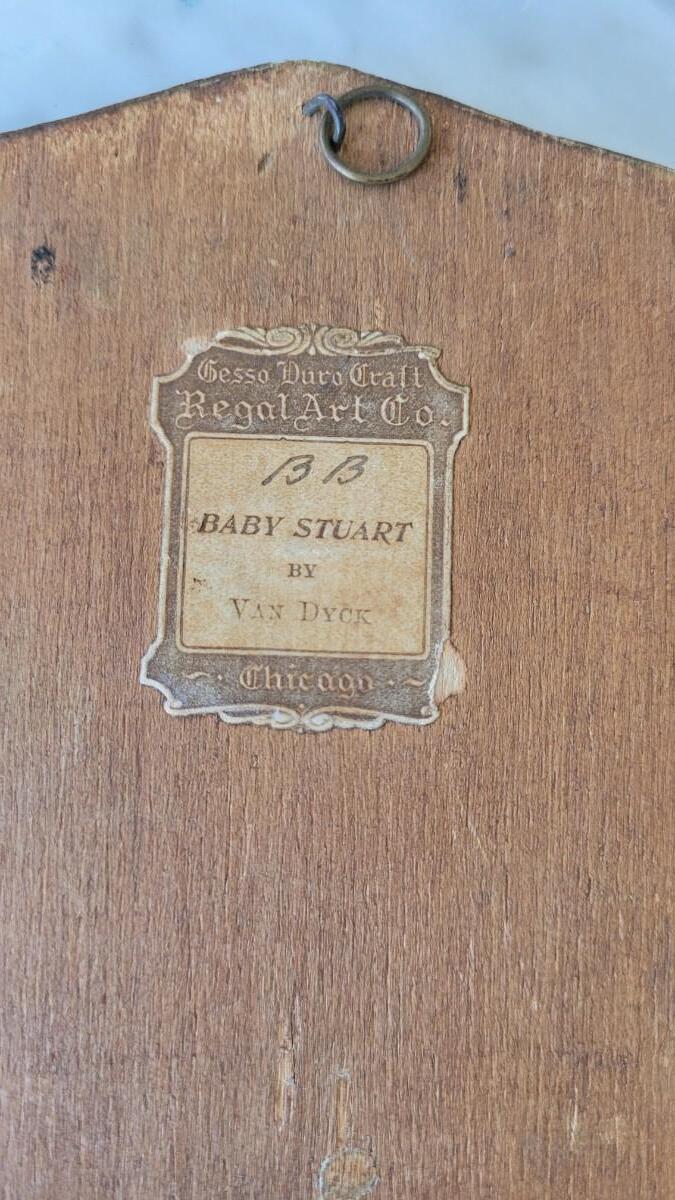 Gesso Duro Craft
Regal Art Co.
BB
BABY STUART
BY
VAN DYCK
Chicago